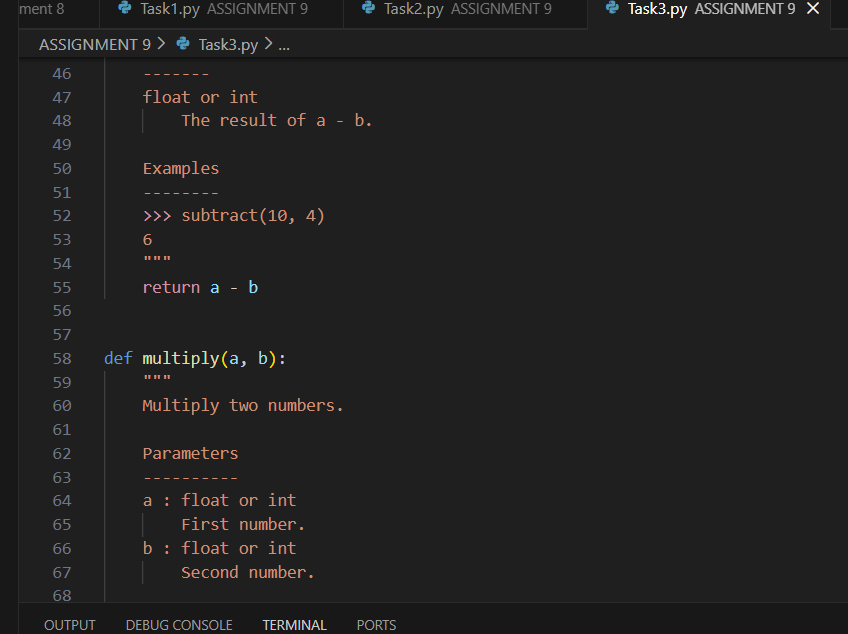 ment 8 Task1.py ASSIGNMENT 9 Task2.py ASSIGNMENT 9 Task3.py ASSIGNMENT 9
ASSIGNMENT 9 > Task3.py > ...
46 -------
47 float or int
48 The result of a - b.
49
50 Examples
51 --------
52 >>> subtract(10, 4)
53 6
54 """
55 return a - b
56
57
58 def multiply(a, b):
59 """
60 Multiply two numbers.
61
62 Parameters
63 ----------
64 a : float or int
65 First number.
66 b : float or int
67 Second number.
68
OUTPUT DEBUG CONSOLE TERMINAL PORTS